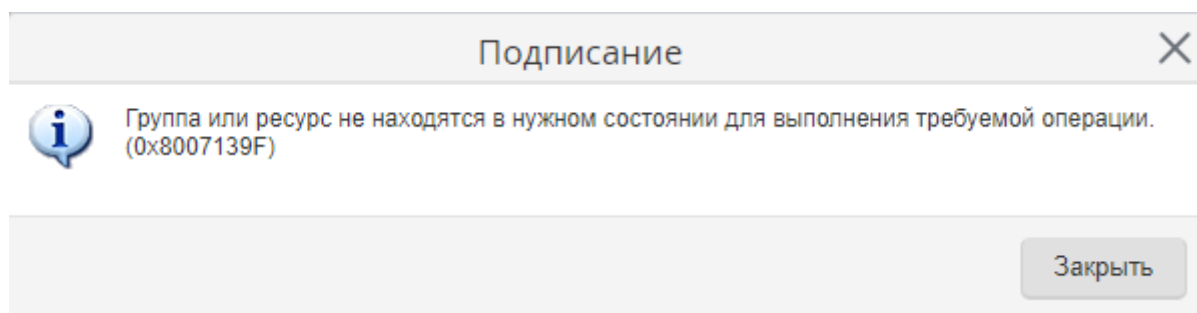 Подписание
Группа или ресурс не находятся в нужном состоянии для выполнения требуемой операции.
(0x8007139F)
Закрыть